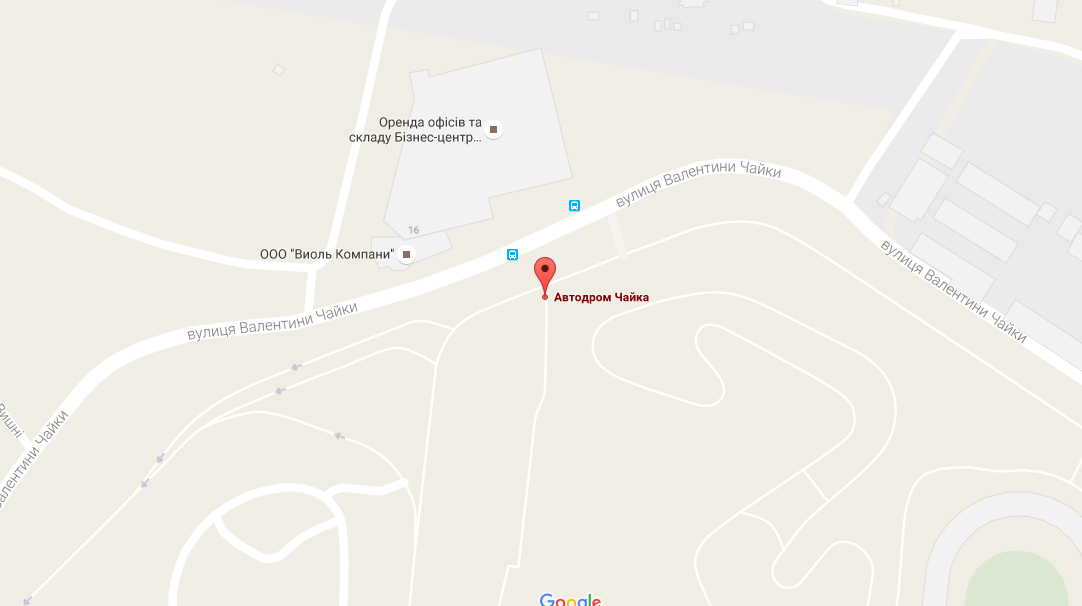 Оренда офісів та
складу Бізнес-центр...
вулиця Валентини Чайки
16
ООО "Виоль Компани"
вулиця Валентини Чайки
Автодром Чайка
вулиця Валентини Чайки
Вишні
Валентини Чайки
Google